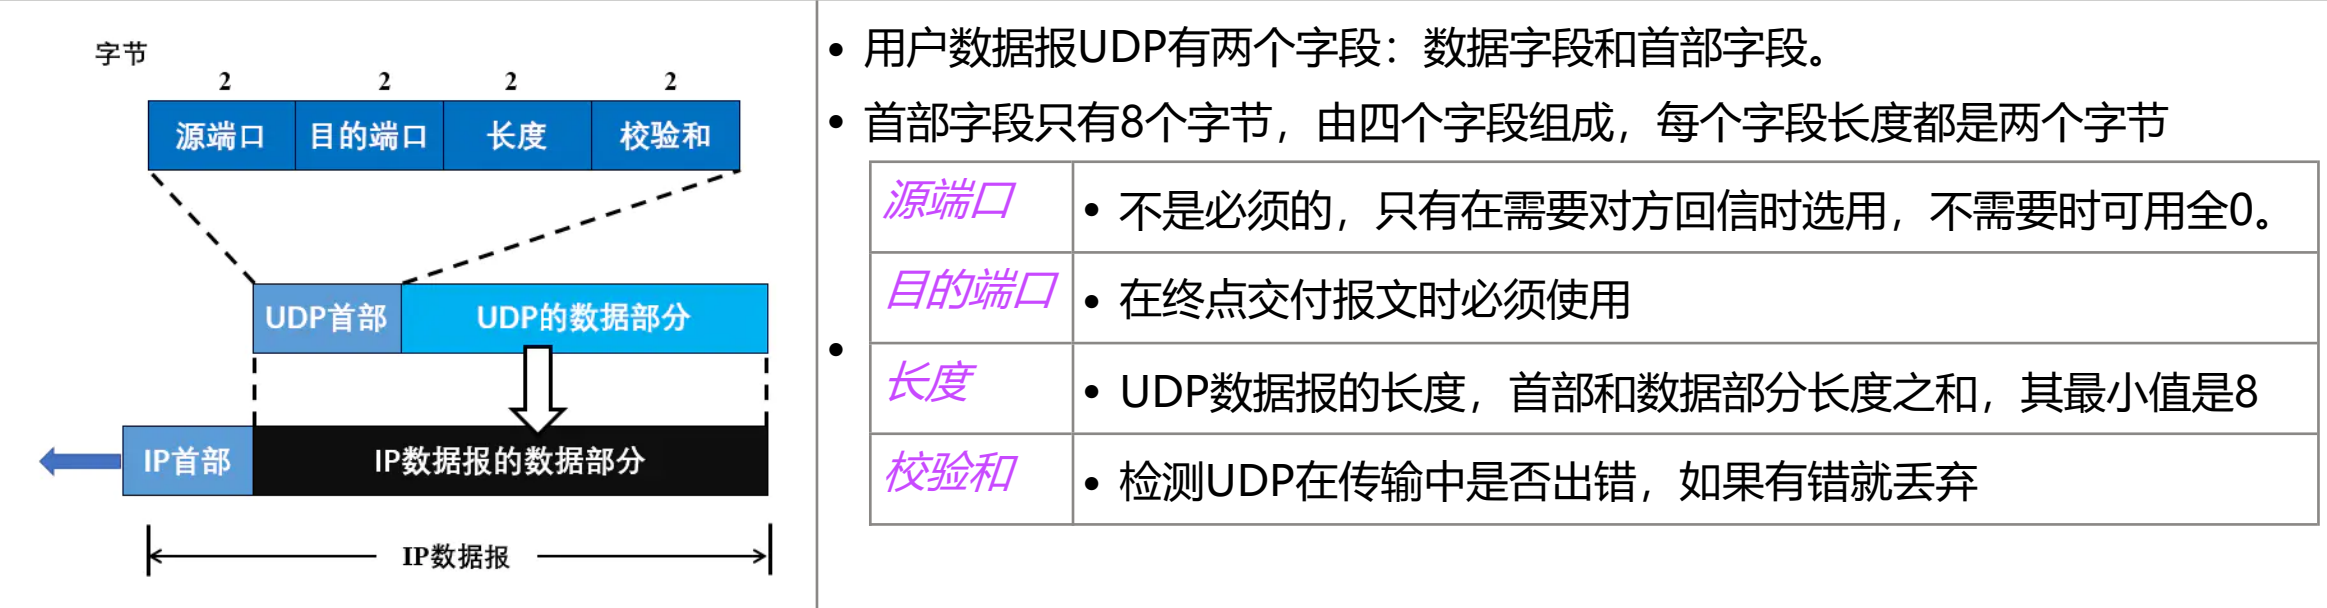 字节
2 2 2 2
源端口 目的端口 长度 校验和
UDP首部 UDP的数据部分
IP首部 IP数据报的数据部分
IP数据报
• 用户数据报UDP有两个字段：数据字段和首部字段。
• 首部字段只有8个字节，由四个字段组成，每个字段长度都是两个字节
源端口 • 不是必须的，只有在需要对方回信时选用，不需要时可用全0。
目的端口 • 在终点交付报文时必须使用
长度 • UDP数据报的长度，首部和数据部分长度之和，其最小值是8
校验和 • 检测UDP在传输中是否出错，如果有错就丢弃